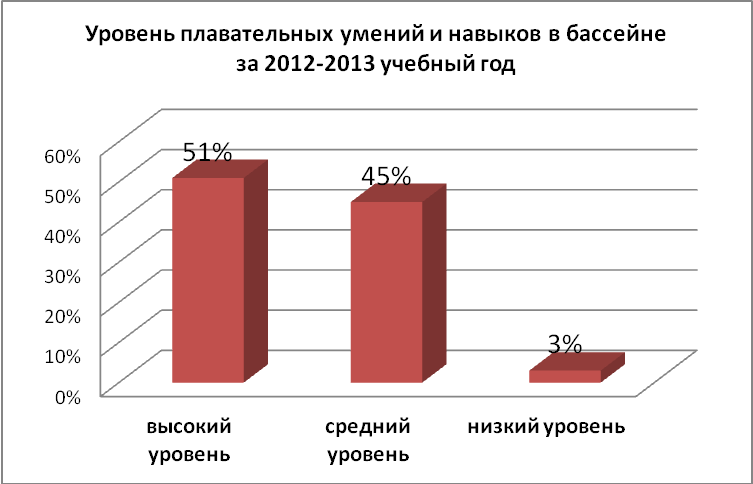 Уровень плавательных умений и навыков в бассейне
за 2012-2013 учебный год
60%
50%
40%
30%
20%
10%
0%
51%
45%
3%
высокий
уровень
средний
уровень
низкий уровень